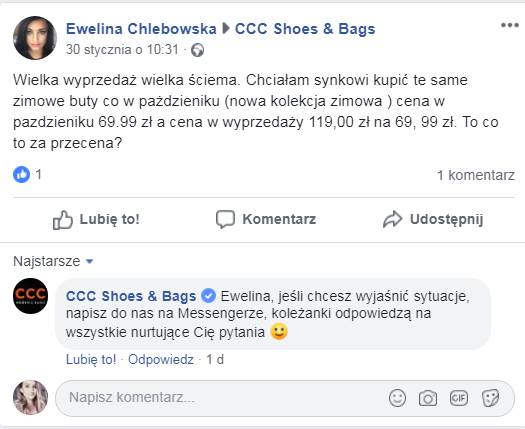 Ewelina Chlebowska ▶ CCC Shoes & Bags
30 stycznia o 10:31 ·
Wielka wyprzedaż wielka ściema. Chciałam synkowi kupić te same
zimowe buty co w pażdzieniku (nowa kolekcja zimowa ) cena w
pazdzieniku 69.99 zł a cena w wyprzedaży 119,00 zł na 69, 99 zł. To co
to za przecena?
1
1 komentarz
Lubię to!
Komentarz
Udostępnij
Najstarsze
CCC
CCC Shoes & Bags Ewelina, jeśli chcesz wyjaśnić sytuacje,
napisz do nas na Messengerze, koleżanki odpowiedzą na
wszystkie nurtujące Cię pytania 🙂
Lubię to! · Odpowiedz · 1 d
Napisz komentarz...
GIF